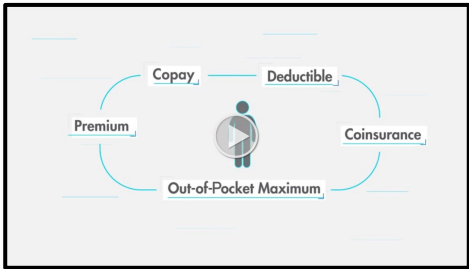 Copay
Deductible
Premium
Coinsurance
Out-of-Pocket Maximum